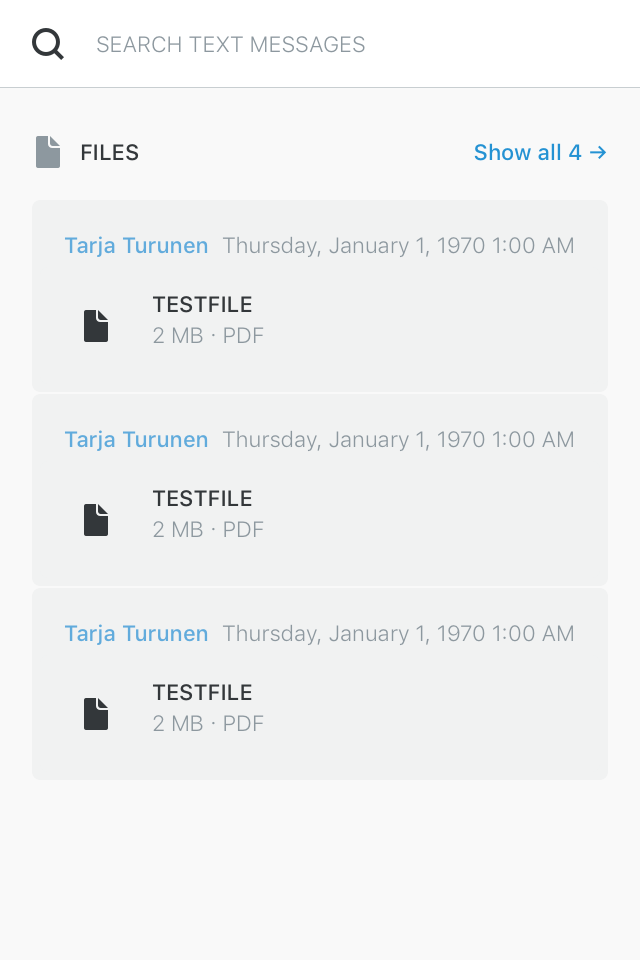 SEARCH TEXT MESSAGES
FILES Show all 4 →
Tarja Turunen Thursday, January 1, 1970 1:00 AM
TESTFILE
2 MB · PDF
Tarja Turunen Thursday, January 1, 1970 1:00 AM
TESTFILE
2 MB · PDF
Tarja Turunen Thursday, January 1, 1970 1:00 AM
TESTFILE
2 MB · PDF